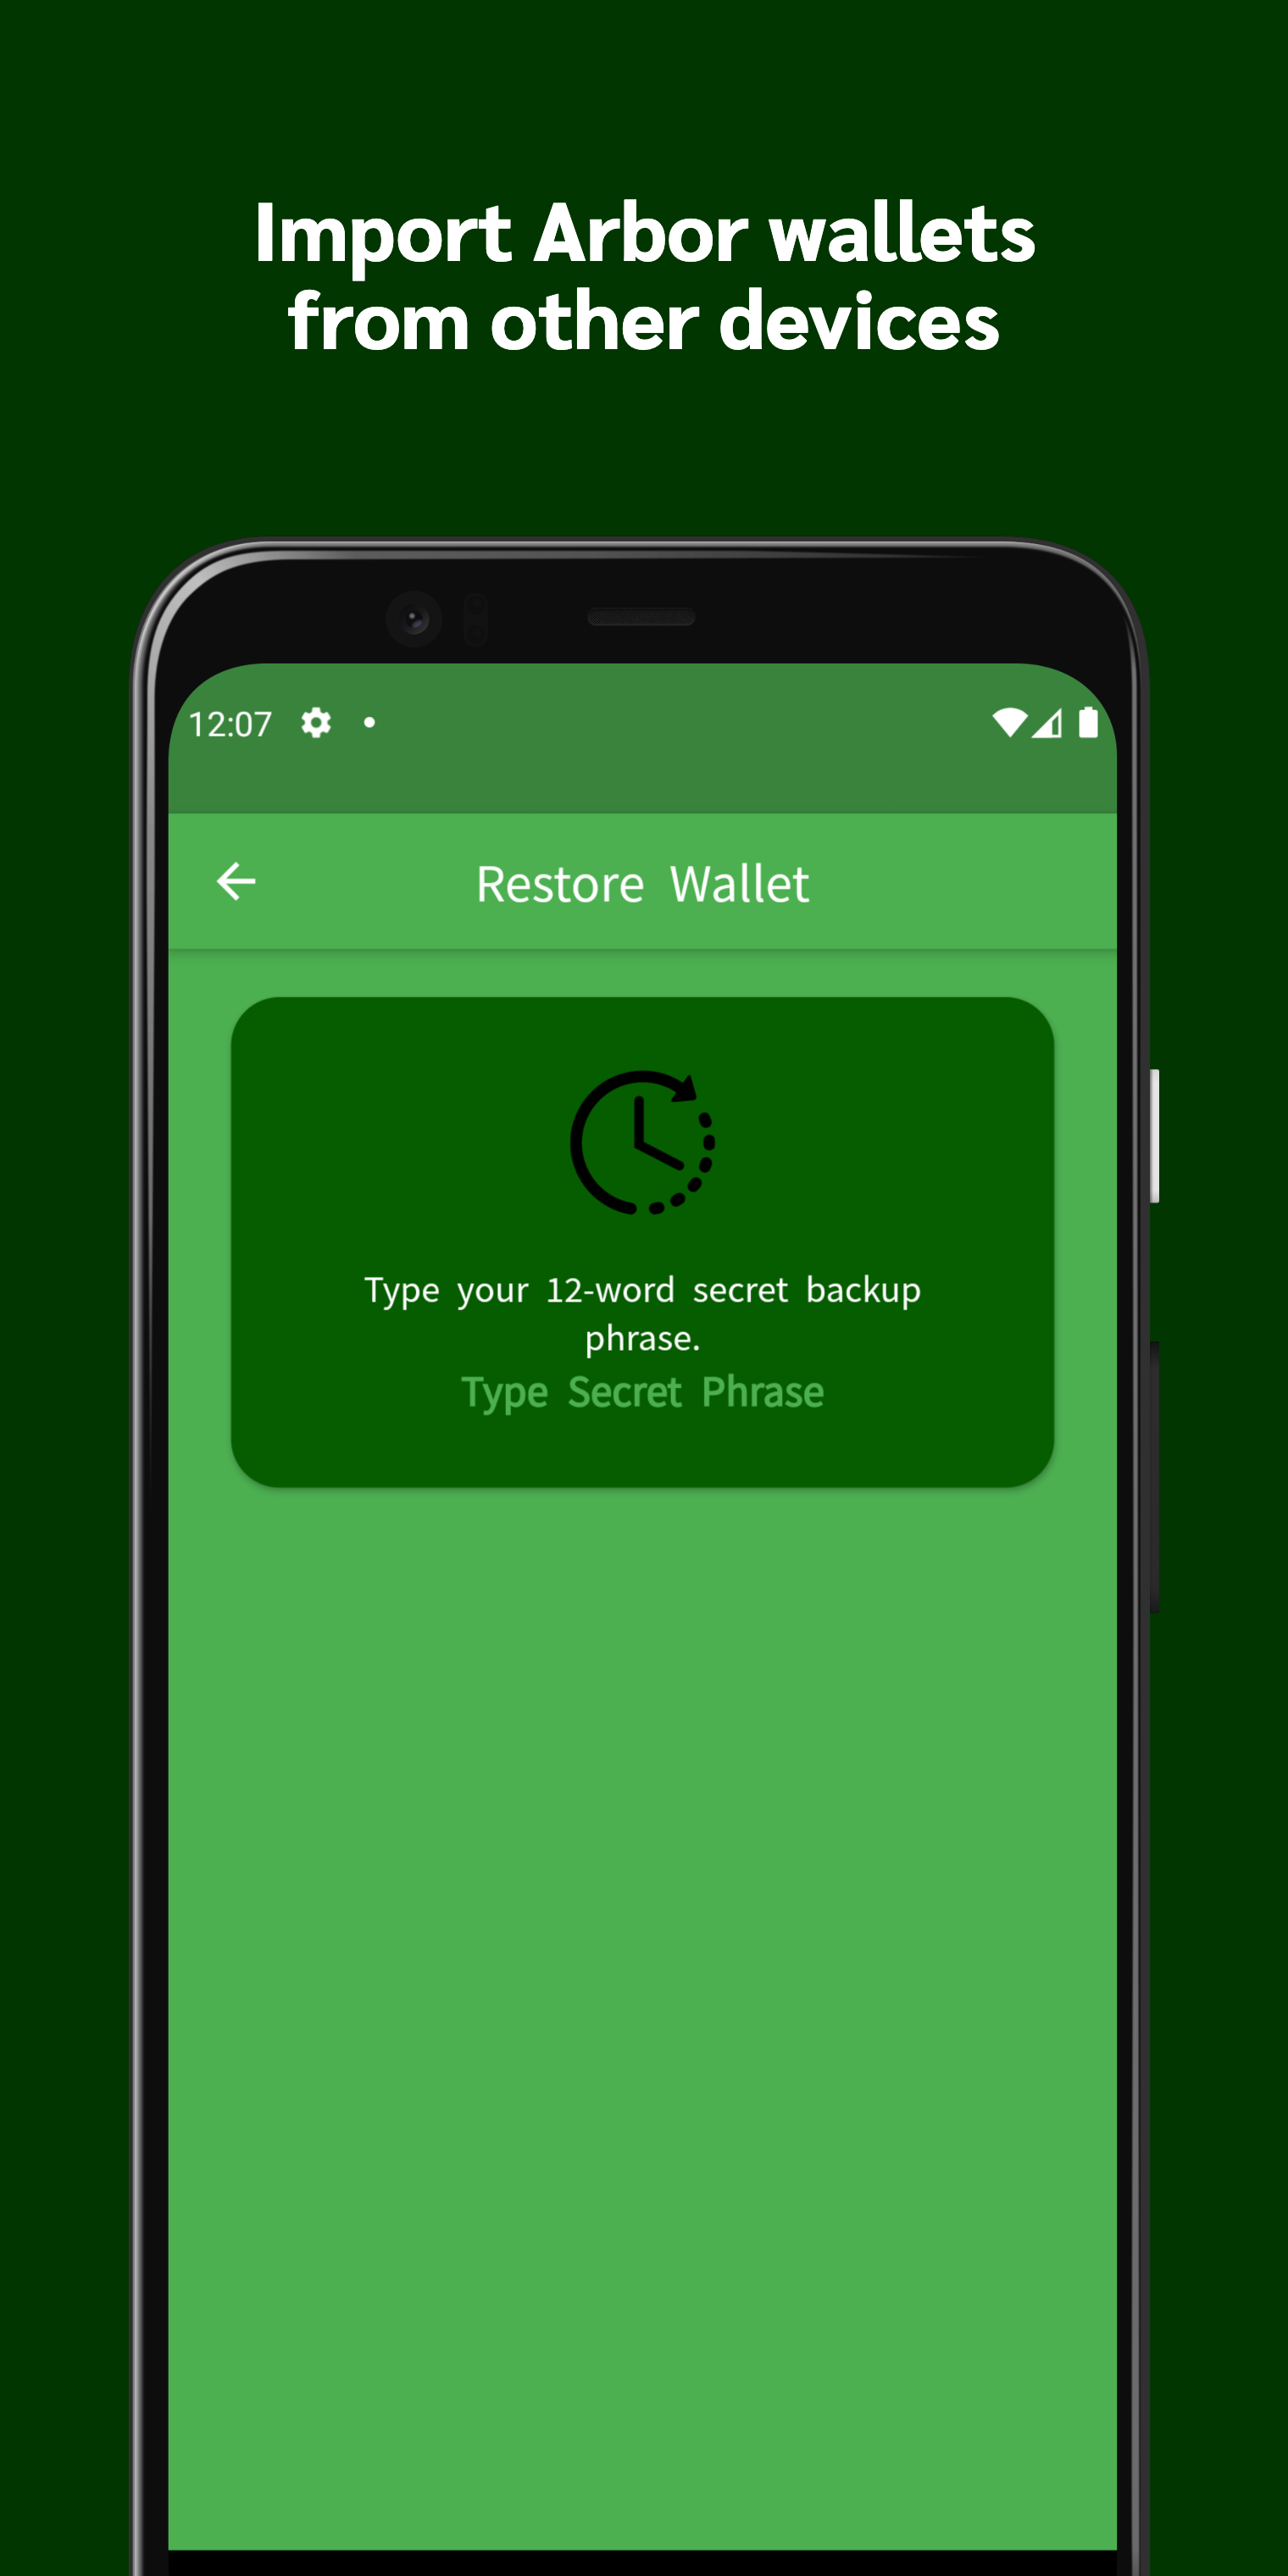 Import Arbor wallets
from other devices
12:07
Restore Wallet
Type your 12-word secret backup
phrase.
Type Secret Phrase